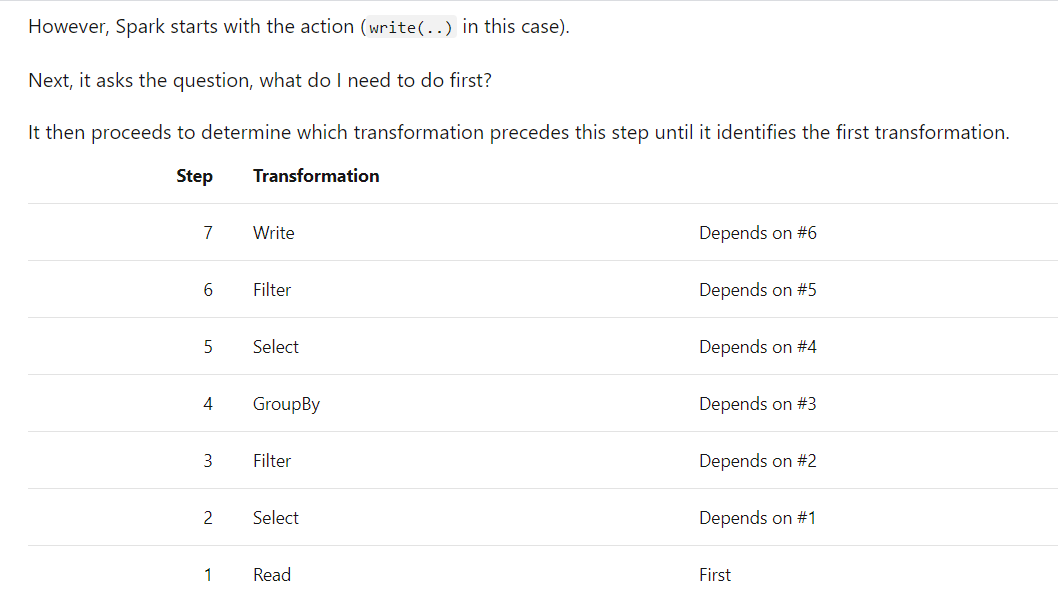 However, Spark starts with the action (write(..) in this case).
Next, it asks the question, what do I need to do first?
It then proceeds to determine which transformation precedes this step until it identifies the first transformation.
Step Transformation
7 Write Depends on #6
6 Filter Depends on #5
5 Select Depends on #4
4 GroupBy Depends on #3
3 Filter Depends on #2
2 Select Depends on #1
1 Read First